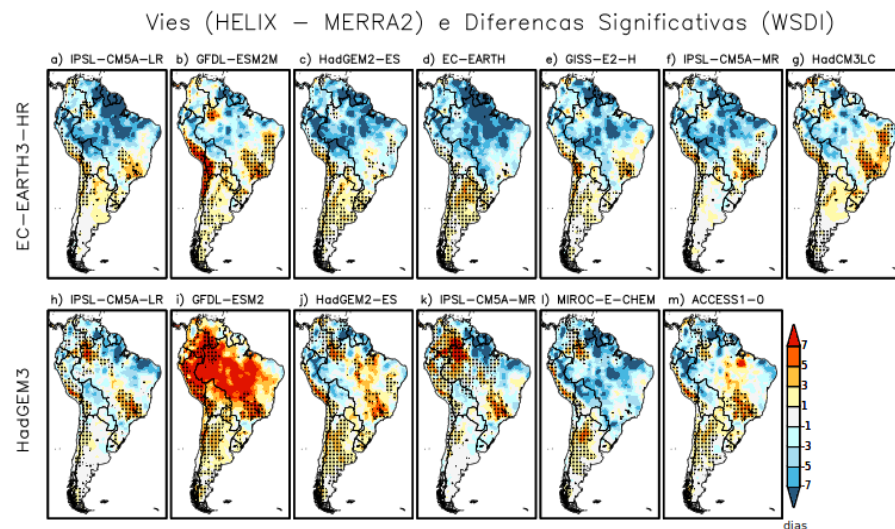 Vies (HELIX − MERRA2) e Diferencas Significativas (WSDI)
a) IPSL−CM5A−LR b) GFDL−ESM2M c) HadGEM2−ES d) EC−EARTH e) GISS−E2−H f) IPSL−CM5A−MR g) HadCM3LC
EC−EARTH3−HR
h) IPSL−CM5A−LR i) GFDL−ESM2 j) HadGEM2−ES k) IPSL−CM5A−MR l) MIROC−E−CHEM m) ACCESS1−0
HadGEM3
7
5
3
1
-1
-3
-5
-7
dias